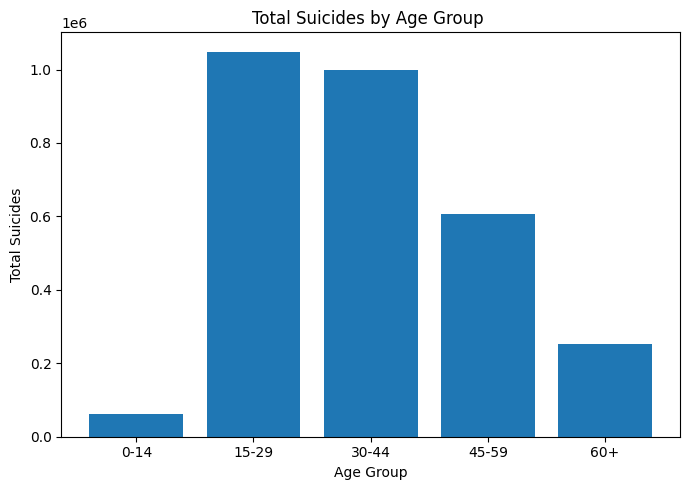 Total Suicides by Age Group
1e6
1.0
0.8
0.6
0.4
0.2
0.0
Total Suicides
0-14 15-29 30-44 45-59 60+
Age Group